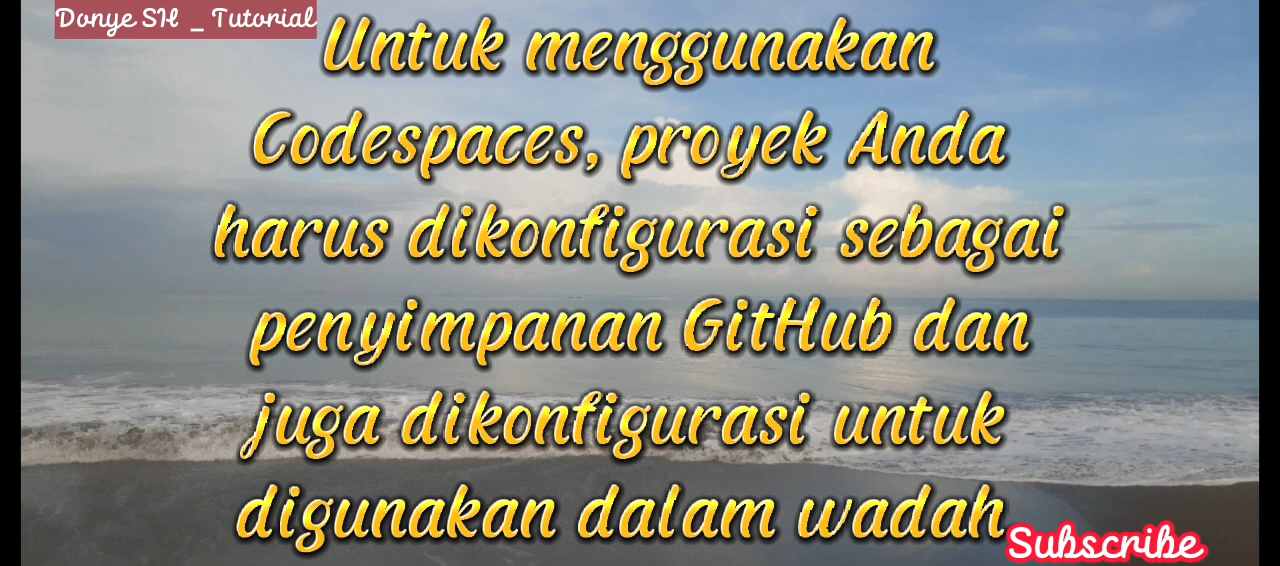 Donye SH _ Tutorial
Untuk menggunakan
Codespaces, proyek Anda
harus dikonfigurasi sebagai
penyimpanan GitHub dan
juga dikonfigurasi untuk
digunakan dalam wadah
Subscribe